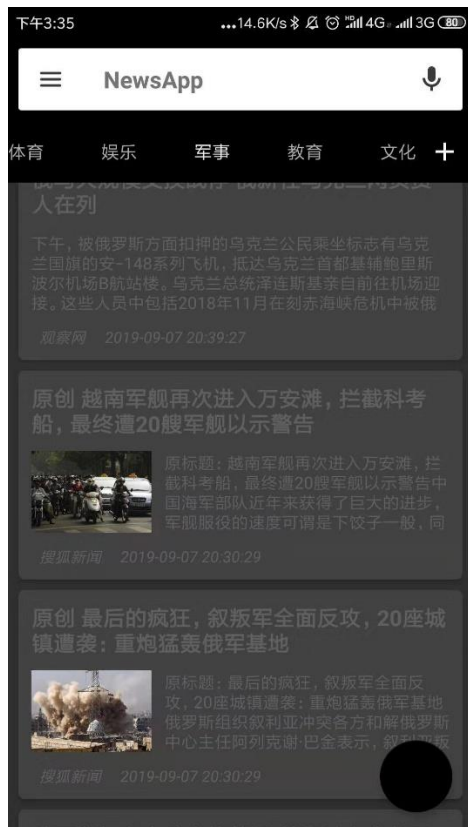 下午3:35
...14.6K/s HD 4G 3G 80
NewsApp
体育 娱乐 军事 教育 文化 +
人在列
下午，被俄罗斯方面扣押的乌克兰公民乘坐标志有乌克
兰国旗的安-148系列飞机，抵达乌克兰首都基辅鲍里斯
波尔机场B航站楼。乌克兰总统泽连斯基亲自前往机场迎
接。这些人员中包括2018年11月在刻赤海峡危机中被俄
观察网 2019-09-07 20:39:27
原创 越南军舰再次进入万安滩，拦截科考
船，最终遭20艘军舰以示警告
原标题：越南军舰再次进入万安滩，拦
截科考船，最终遭20艘军舰以示警告中
国海军部队近年来获得了巨大的进步，
军舰服役的速度可谓是下饺子一般，同
搜狐新闻 2019-09-07 20:30:29
原创 最后的疯狂，叙叛军全面反攻，20座城
镇遭袭：重炮猛轰俄军基地
原标题：最后的疯狂，叙叛军全面反
攻，20座城镇遭袭：重炮猛轰俄军基地
俄罗斯组织叙利亚冲突各方和解俄罗斯
中心主任阿列克谢·巴金表示，叙利亚叛
搜狐新闻 2019-09-07 20:30:29